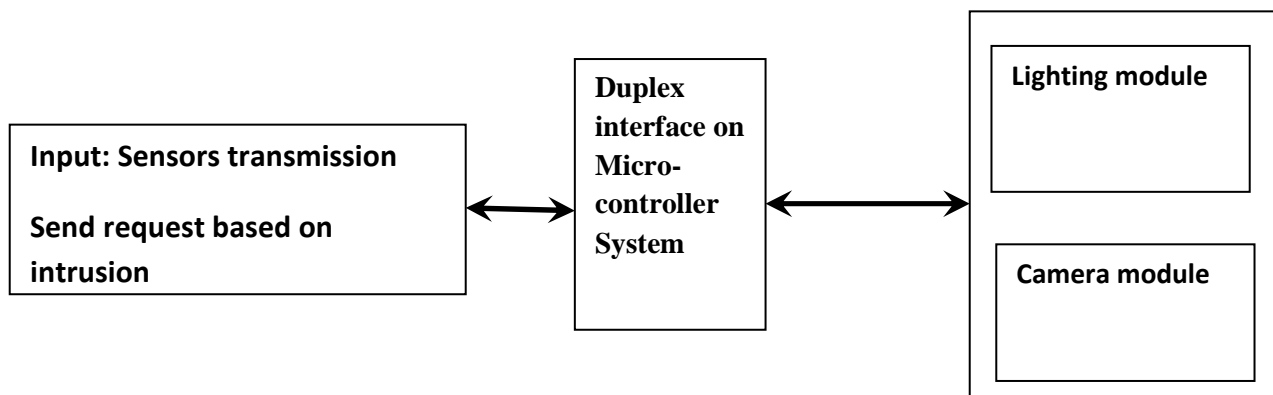 Input: Sensors transmission
Send request based on
intrusion
Duplex
interface on
Micro-
controller
System
Lighting module
Camera module